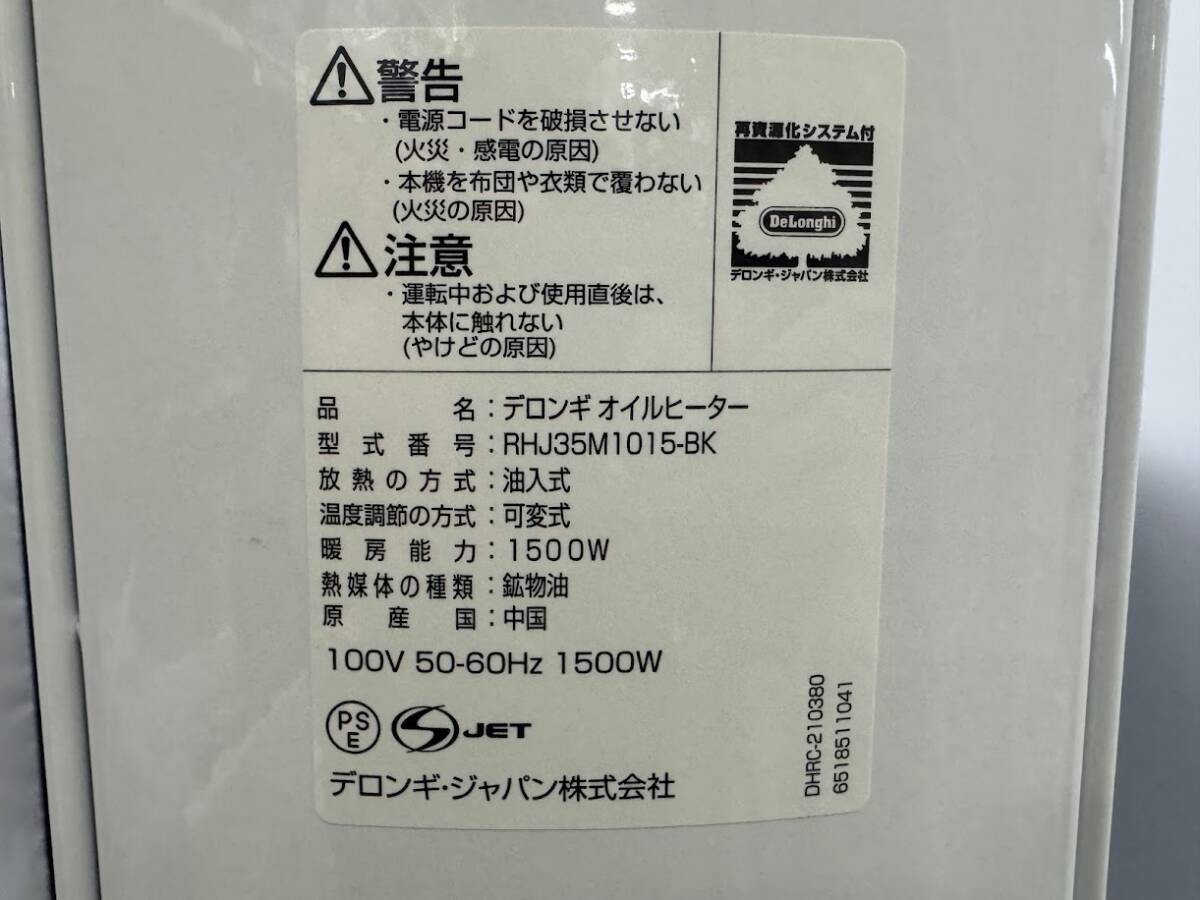 警告
・電源コードを破損させない
(火災・感電の原因)
・本機を布団や衣類で覆わない
(火災の原因)
注意
・運転中および使用直後は、
本体に触れない
(やけどの原因)
再資源化システム付
DeLonghi
デロンギ・ジャパン株式会社
品名：デロンギ オイルヒーター
型式番号：RHJ35M1015-BK
放熱の方式：油入式
温度調節の方式：可変式
暖房能力：1500W
熱媒体の種類：鉱物油
原産国：中国
100V 50-60Hz 1500W
PS
E
JET
デロンギ・ジャパン株式会社
DHRC-210380
6518511041